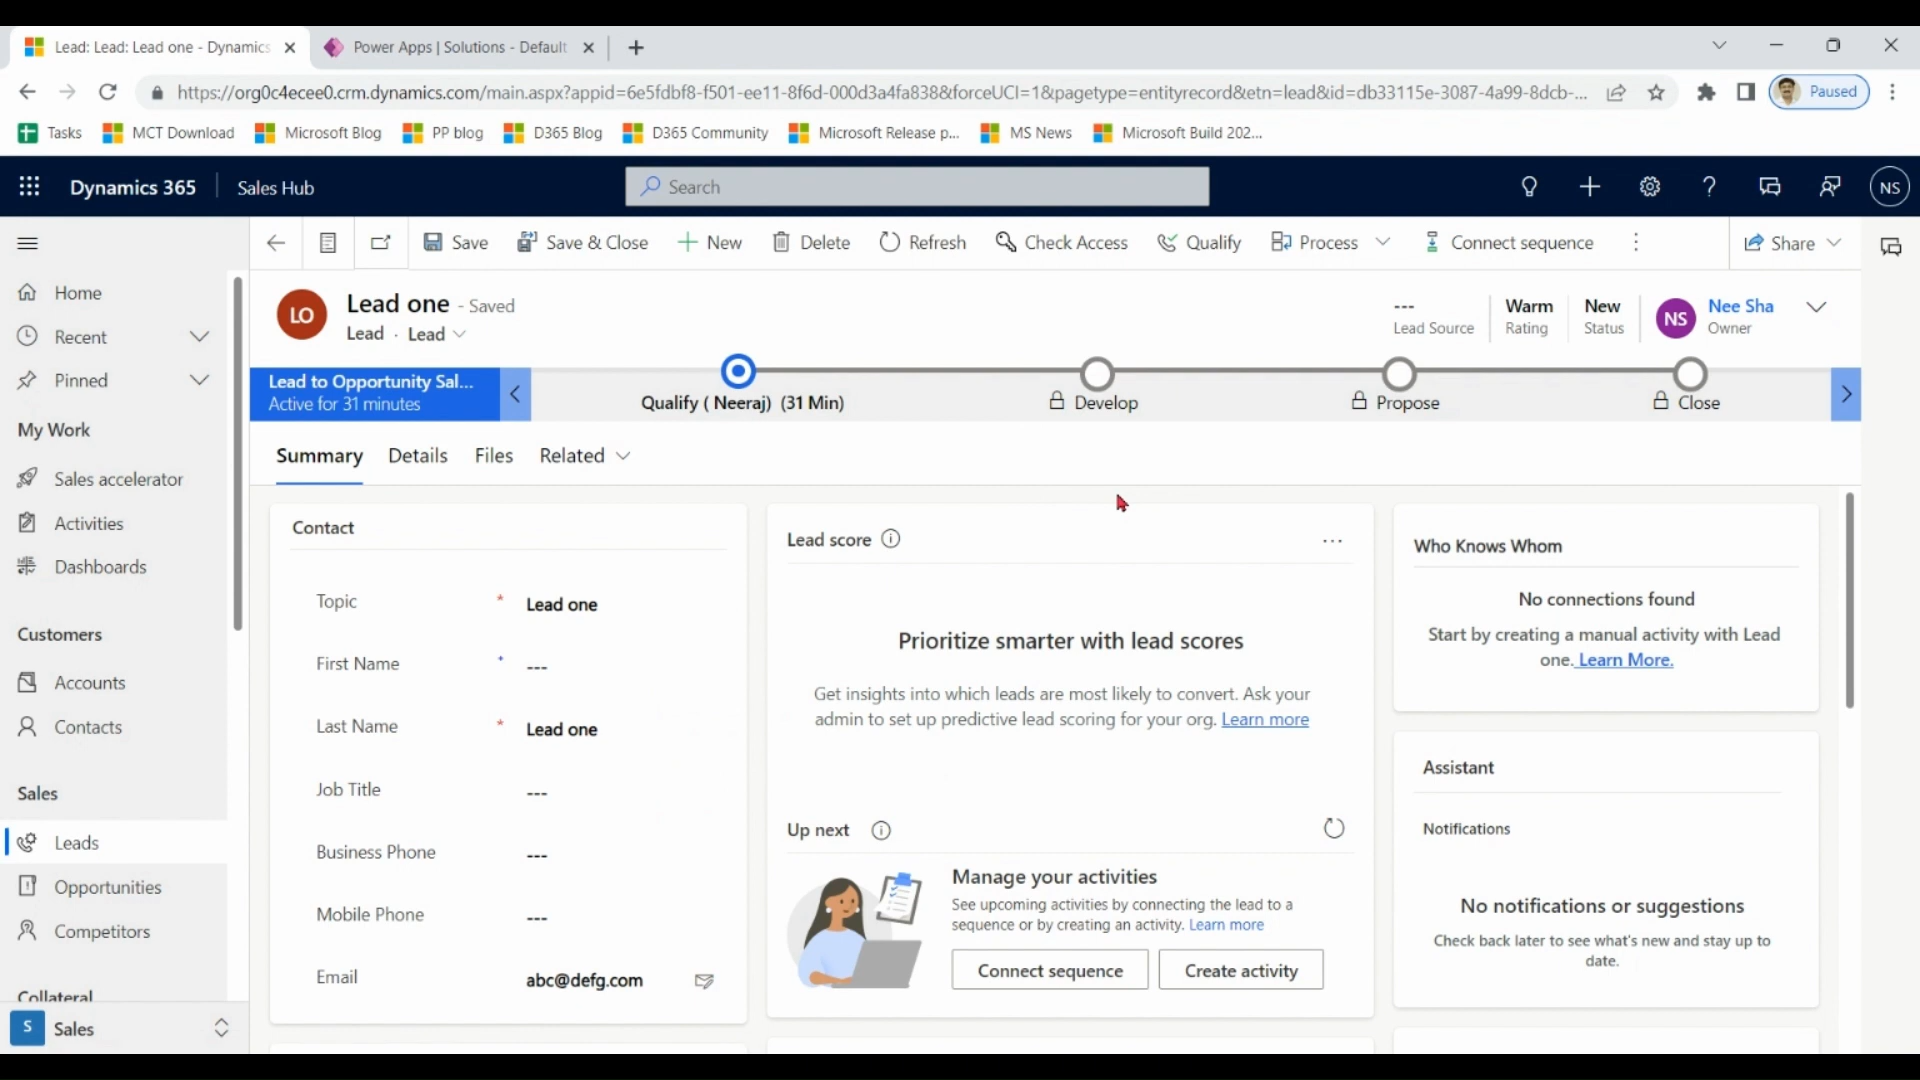 Lead: Lead: Lead one - Dynamics
Power Apps | Solutions - Default
https://org0c4ecee0.crm.dynamics.com/main.aspx?appid=6e5fdbf8-f501-ee11-8f6d-000d3a4fa838&forceUCI=1&pagetype=entityrecord&etn=lead&id=db33115e-3087-4a99-8dcb-...
Paused
Tasks
MCT Download
Microsoft Blog
PP blog
D365 Blog
D365 Community
Microsoft Release p...
MS News
Microsoft Build 202...
Dynamics 365
Sales Hub
Search
NS
Save
Save & Close
New
Delete
Refresh
Check Access
Qualify
Process
Connect sequence
Share
Home
Recent
Pinned
My Work
Sales accelerator
Activities
Dashboards
Customers
Accounts
Contacts
Sales
Leads
Opportunities
Competitors
Collateral
S Sales
LO
Lead one - Saved
Lead · Lead
---
Lead Source
Warm
Rating
New
Status
NS
Nee Sha
Owner
Lead to Opportunity Sal...
Active for 31 minutes
Qualify ( Neeraj) (31 Min)
Develop
Propose
Close
Summary
Details
Files
Related
Contact
Topic * Lead one
First Name + ---
Last Name * Lead one
Job Title ---
Business Phone ---
Mobile Phone ---
Email abc@defg.com
Lead score
Prioritize smarter with lead scores
Get insights into which leads are most likely to convert. Ask your
admin to set up predictive lead scoring for your org. Learn more
Up next
Manage your activities
See upcoming activities by connecting the lead to a
sequence or by creating an activity. Learn more
Connect sequence
Create activity
Who Knows Whom
No connections found
Start by creating a manual activity with Lead
one. Learn More.
Assistant
Notifications
No notifications or suggestions
Check back later to see what's new and stay up to
date.